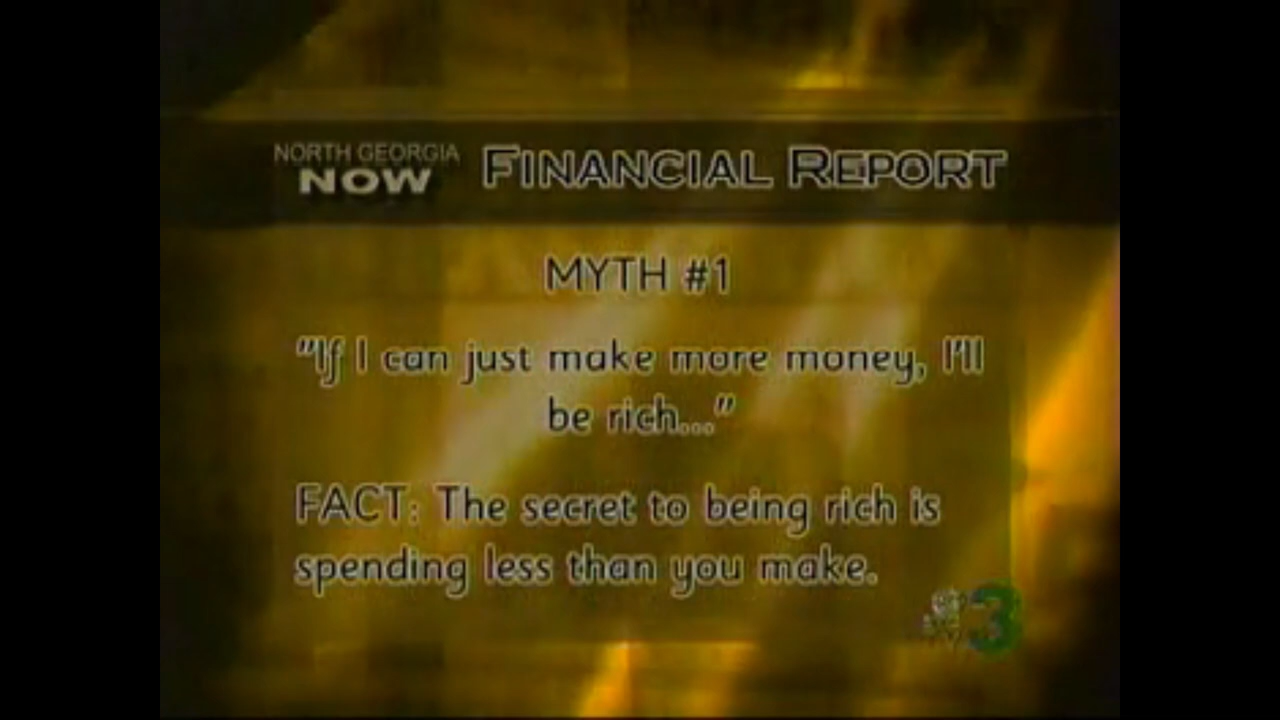 NORTH GEORGIA
NOW
FINANCIAL REPORT
MYTH #1
"If I can just make more money, I'll
be rich..."
FACT: The secret to being rich is
spending less than you make.
3